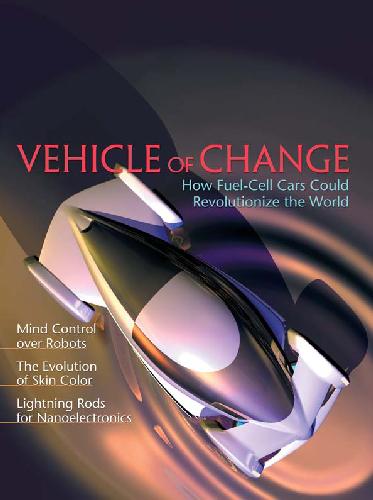 VEHICLE OF CHANGE
How Fuel-Cell Cars Could
Revolutionize the World
Mind Control
over Robots
The Evolution
of Skin Color
Lightning Rods
for Nanoelectronics